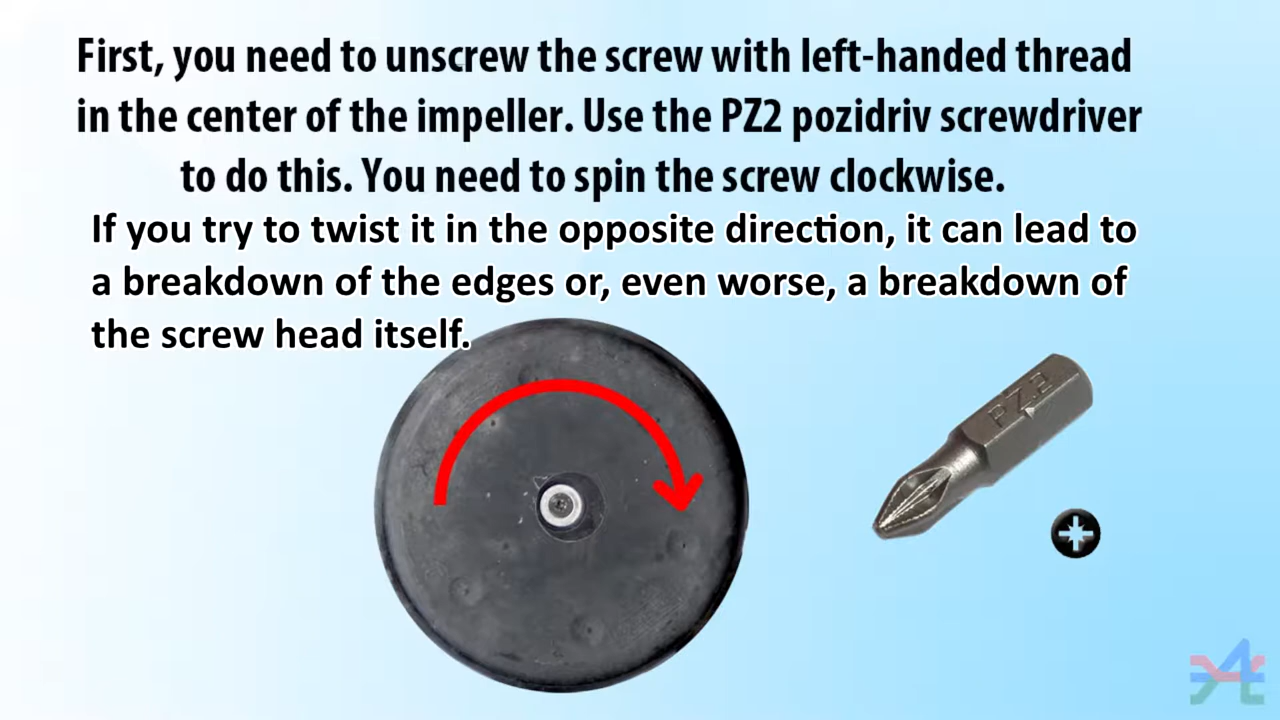 First, you need to unscrew the screw with left-handed thread
in the center of the impeller. Use the PZ2 pozidriv screwdriver
to do this. You need to spin the screw clockwise.
If you try to twist it in the opposite direction, it can lead to
a breakdown of the edges or, even worse, a breakdown of
the screw head itself.
PZ2